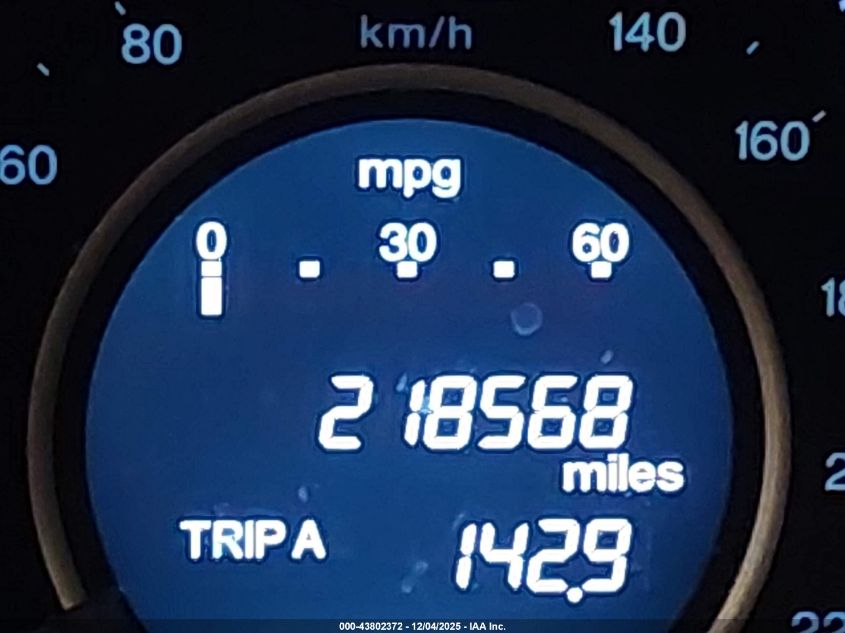 km/h
80
140
60
160
mpg
0 30 60
218568
miles
TRIP A 142.9
000-43802372 - 12/04/2025 - IAA Inc.